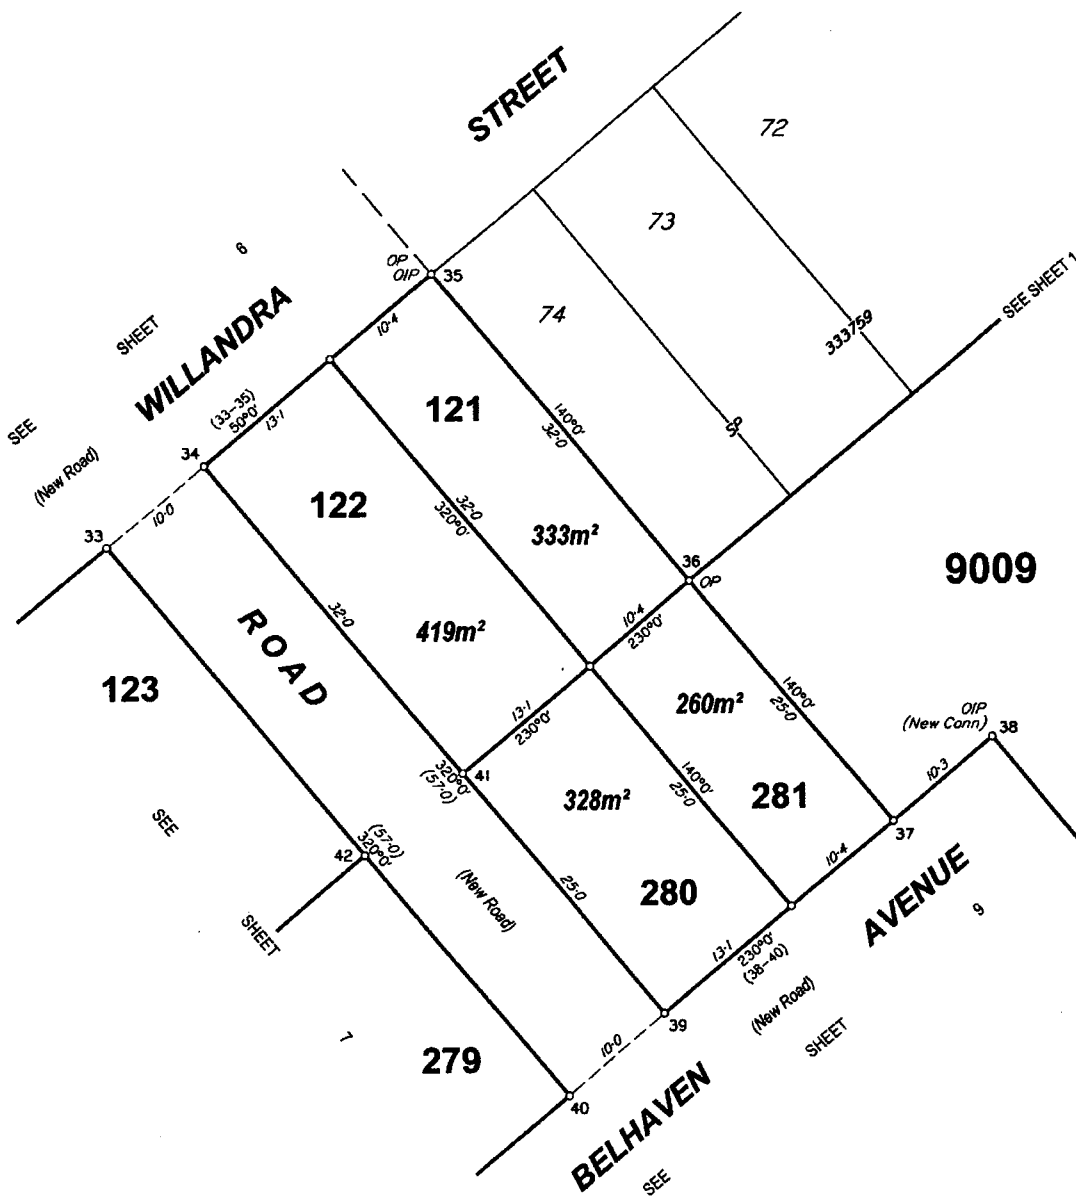 STREET
72
73
6
OP
OIP
35
74
SEE SHEET 1
SHEET
WILLANDRA
10·4
333759
SEE
(33-35)
50°0'
13·1
121
140°0'
32·0
SP
(New Road)
34
10·0
122
32·0
320°0'
333m²
33
36
OP
9009
ROAD
32·0
419m²
10·4
230°0'
123
13·1
230°0'
260m²
140°0'
25·0
OIP
(New Conn)
38
320°0'
(57·0)
41
328m²
140°0'
25·0
281
10·3
SEE
(57·0)
320°0'
42
37
10·4
SHEET
(New Road)
25·0
280
AVENUE
9
13·1
230°0'
(38-40)
7
279
39
(New Road)
SHEET
10·0
40
BELHAVEN
SEE